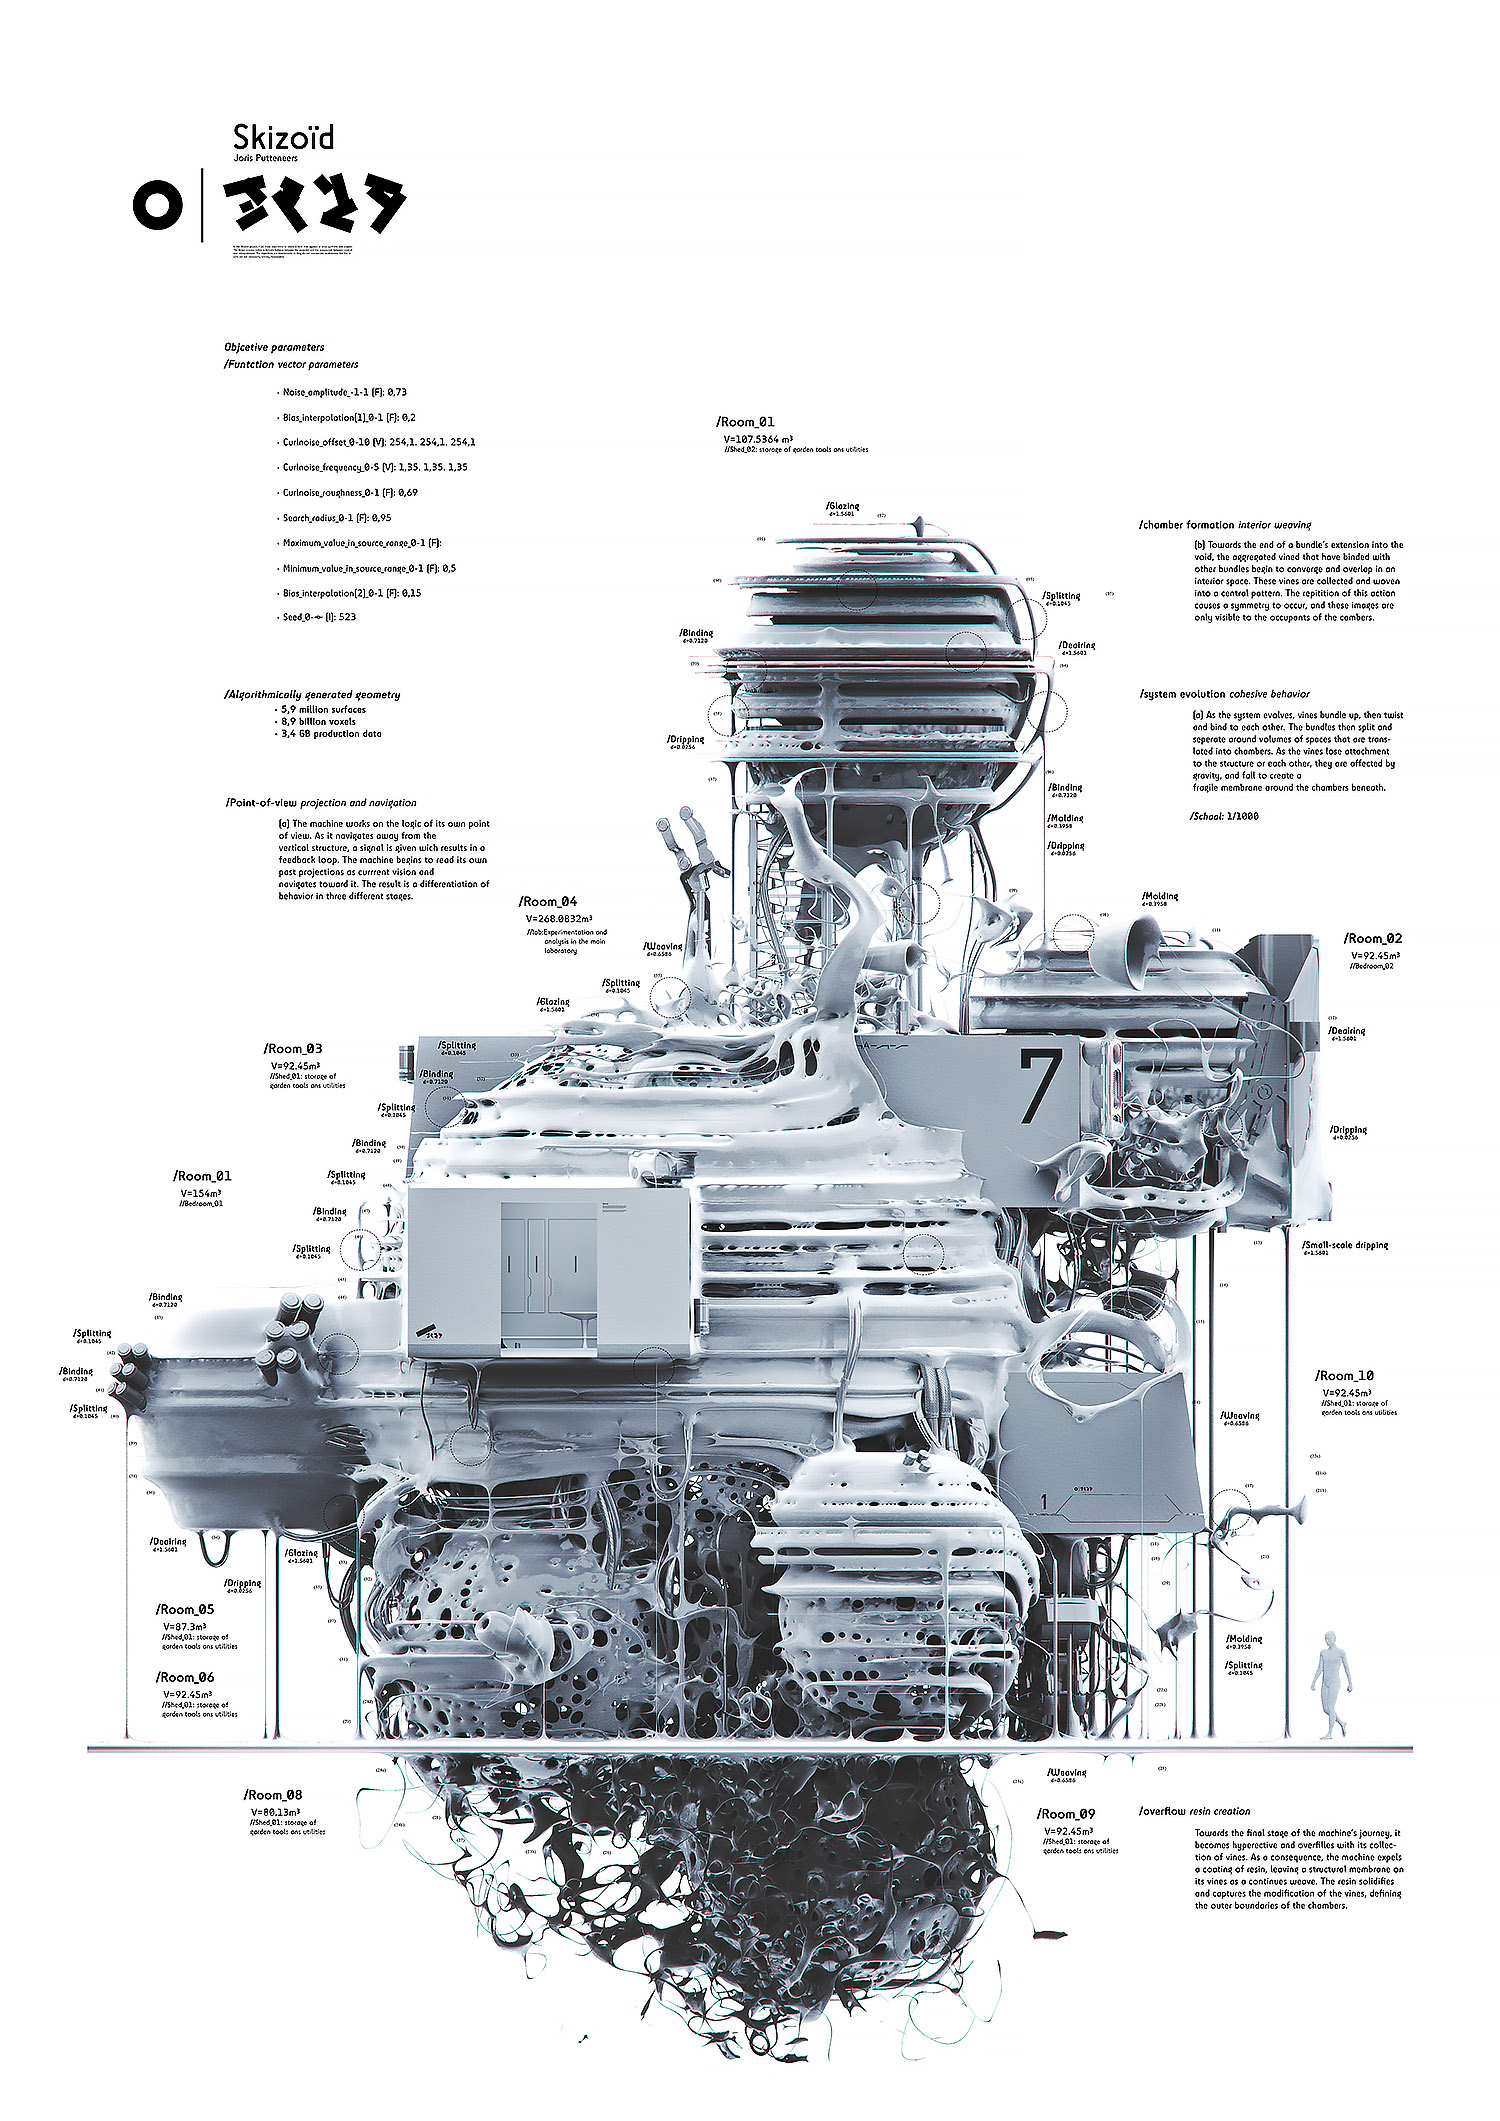 Skizoïd
Joris Putteneers
Objcetive parameters
/Funtction vector parameters
· Noise_amplitude_-1-1 (F): 0,73
· Bias_interpolation[1]_0-1 (F): 0,2
· Curlnoise_offset_0-10 (V): 254,1. 254,1. 254,1
· Curlnoise_frequency_0-5 (V): 1,35. 1,35. 1,35
· Curlnoise_roughness_0-1 (F): 0,69
· Search_radius_0-1 (F): 0,95
· Maximum_value_in_source_range_0-1 (F):
· Minimum_value_in_source_range_0-1 (F): 0,5
· Bias_interpolation[2]_0-1 (F): 0,15
· Seed_0-∞ (I): 523
/Algorithmically generated geometry
· 5,9 million surfaces
· 8,9 billion voxels
· 3,4 GB production data
/Point-of-view projection and navigation
(a) The machine works on the logic of its own point
of view. As it navigates away from the
vertical structure, a signal is given wich results in a
feedback loop. The machine begins to read its own
past projections as currrent vision and
navigates toward it. The result is a differentiation of
behavior in three different stages.
/Room_01
V=107.5364 m³
//Shed_02: storage of garden tools ans utilities
/chamber formation interior weaving
(b) Towards the end of a bundle's extension into the
void, the aggregated vined that have binded with
other bundles begin to converge and overlap in an
interior space. These vines are collected and woven
into a central pattern. The repitition of this action
causes a symmetry to occur, and these images are
only visible to the occupants of the cambers.
/system evolution cohesive behavior
(a) As the system evolves, vines bundle up, then twist
and bind to each other. The bundles then split and
seperate around volumes of spaces that are trans-
lated into chambers. As the vines lose attachment
to the structure or each other, they are affected by
gravity, and fall to create a
fragile membrane around the chambers beneath.
/Schaal: 1/1000
/Glazing
d=1.5601
/Splitting
d=0.1045
/Binding
d=0.7120
/Deairing
d=1.5601
/Dripping
d=0.0256
/Binding
d=0.7120
/Molding
d=0.3958
/Dripping
d=0.0256
/Room_04
V=268.0832m³
//lab:Experimentation and
analysis in the main
laboratory
/Molding
d=0.3958
/Weaving
d=0.6586
/Room_02
V=92.45m³
//Bedroom_02
/Splitting
d=0.1045
/Glazing
d=1.5601
/Deairing
d=1.5601
/Room_03
V=92.45m³
//Shed_01: storage of
garden tools ans utilities
/Splitting
d=0.1045
/Binding
d=0.7120
7
/Splitting
d=0.1045
/Dripping
d=0.0256
/Binding
d=0.7120
/Room_01
V=154m³
//Bedroom_01
/Splitting
d=0.1045
/Binding
d=0.7120
/Splitting
d=0.1045
/Small-scale dripping
d=1.5601
/Binding
d=0.7120
/Splitting
d=0.1045
/Binding
d=0.7120
/Splitting
d=0.1045
/Room_10
V=92.45m³
//Shed_01: storage of
garden tools ans utilities
/Weaving
d=0.6586
1
/Deairing
d=1.5601
/Glazing
d=1.5601
/Dripping
d=0.0256
/Room_05
V=87.3m³
//Shed_01: storage of
garden tools ans utilities
/Room_06
V=92.45m³
//Shed_01: storage of
garden tools ans utilities
/Molding
d=0.3958
/Splitting
d=0.1045
/Weaving
d=0.6586
/Room_08
V=80.13m³
//Shed_01: storage of
garden tools ans utilities
/Room_09
V=92.45m³
//Shed_01: storage of
garden tools ans utilities
/overflow resin creation
Towards the final stage of the machine's journey, it
becomes hyperective and overfilles with its collec-
tion of vines. As a consequence, the machine expels
a coating of resin, leaving a structural membrane on
its vines as a continues weave. The resin solidifies
and captures the modification of the vines, defining
the outer boundaries of the chambers.